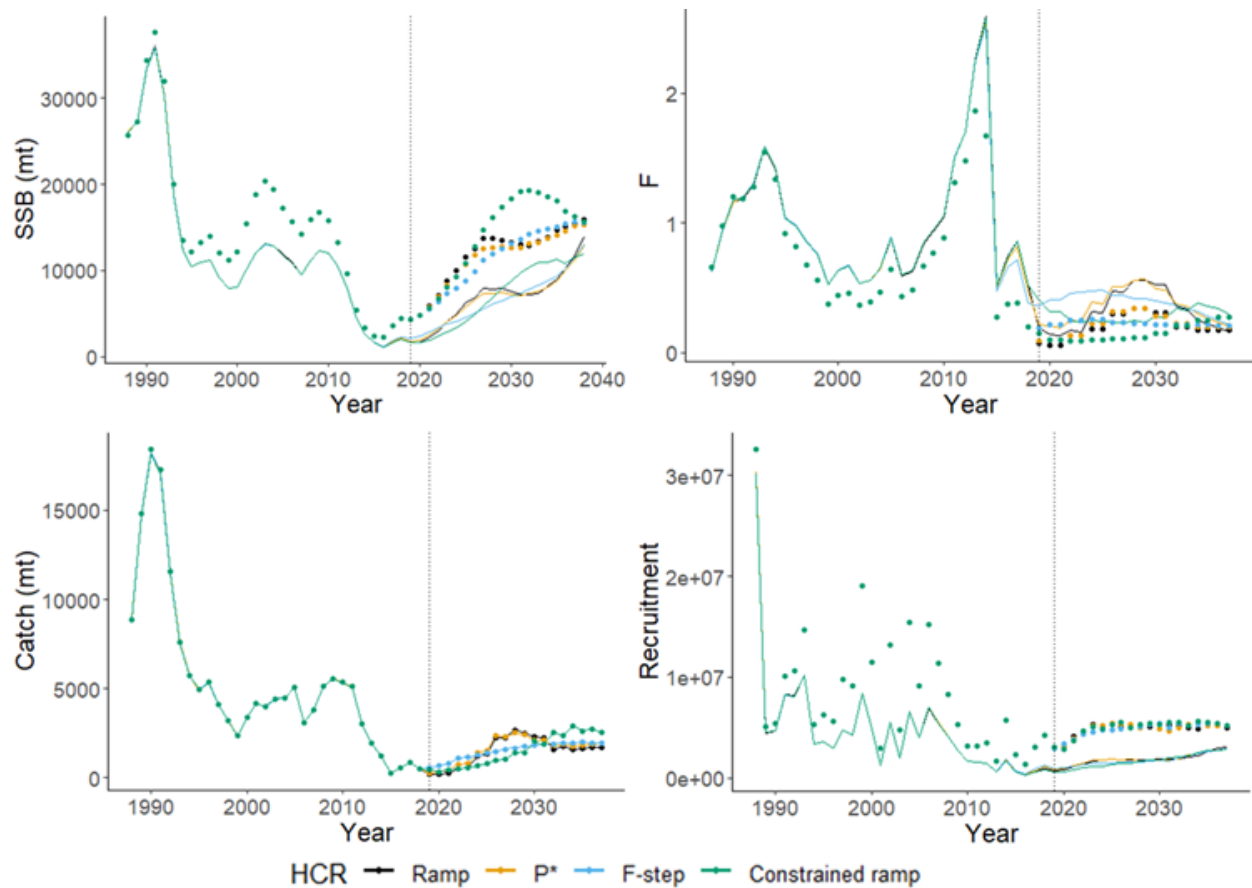 30000
20000
10000
0
SSB (mt)
1990 2000 2010 2020 2030 2040
Year
2
1
0
F
1990 2000 2010 2020 2030
Year
15000
10000
5000
0
Catch (mt)
1990 2000 2010 2020 2030
Year
3e+07
2e+07
1e+07
0e+00
Recruitment
1990 2000 2010 2020 2030
Year
HCR Ramp P* F-step Constrained ramp